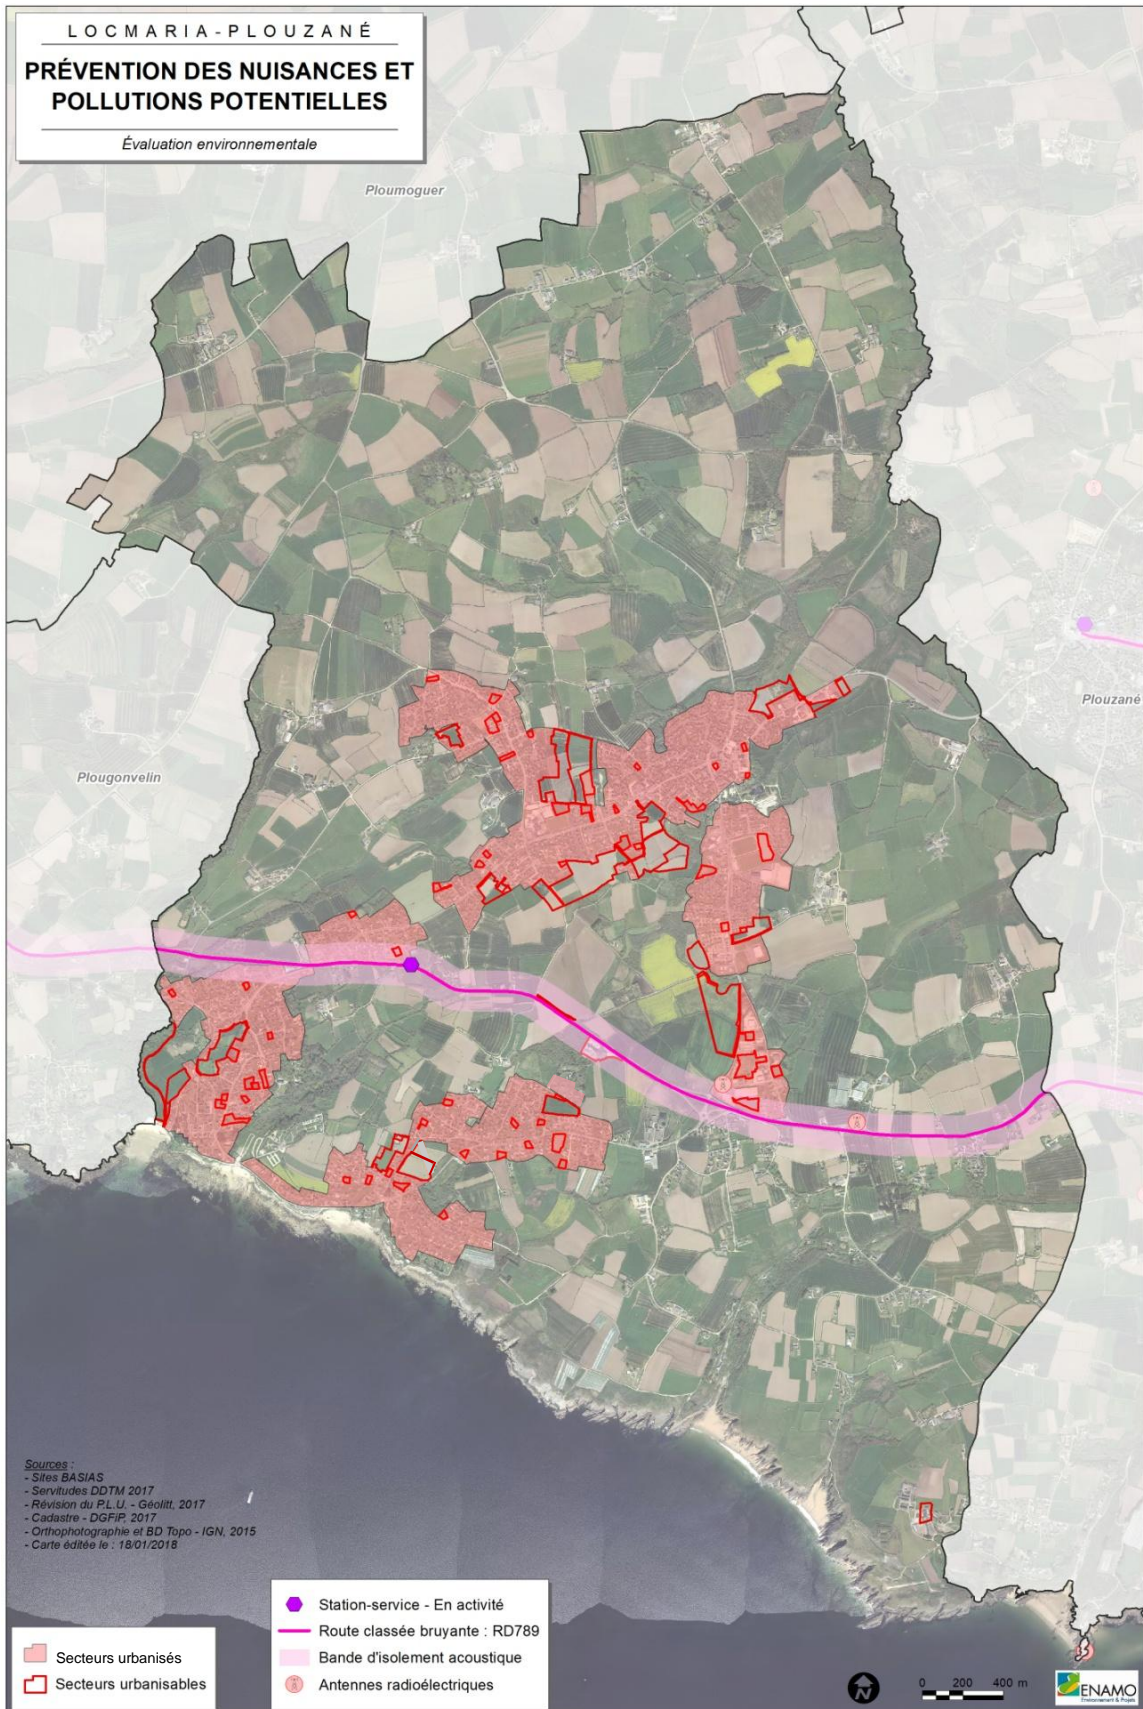 LOCMARIA-PLOUZANÉ
PRÉVENTION DES NUISANCES ET
POLLUTIONS POTENTIELLES
Évaluation environnementale
Ploumoguer
Plouzané
Plougonvelin
Sources :
- Sites BASIAS
- Servitudes DDTM 2017
- Révision du P.L.U. - Géolitt, 2017
- Cadastre - DGFiP, 2017
- Orthophotographie et BD Topo - IGN, 2015
- Carte éditée le : 18/01/2018
Secteurs urbanisés
Secteurs urbanisables
Station-service - En activité
Route classée bruyante : RD789
Bande d'isolement acoustique
Antennes radioélectriques
N
0 200 400 m
ENAMO
Environnement & Projets